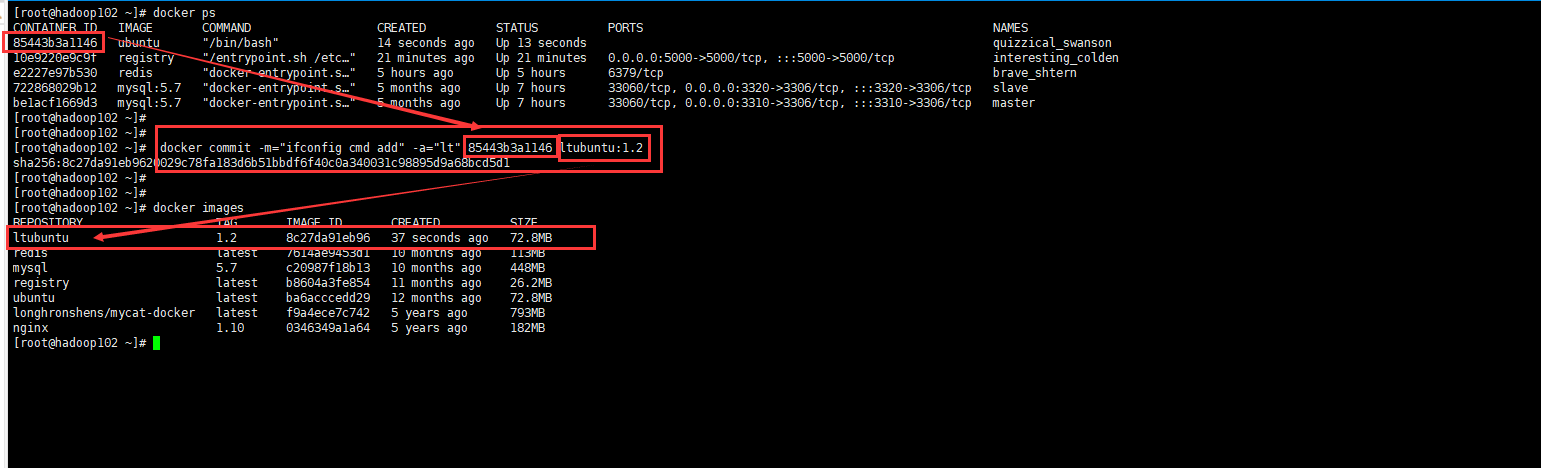 [root@hadoop102 ~]# docker ps
CONTAINER ID IMAGE COMMAND CREATED STATUS PORTS NAMES
85443b3a1146 ubuntu "/bin/bash" 14 seconds ago Up 13 seconds quizzical_swanson
10e9220e9c9f registry "/entrypoint.sh /etc…" 21 minutes ago Up 21 minutes 0.0.0.0:5000->5000/tcp, :::5000->5000/tcp interesting_colden
e2227e97b530 redis "docker-entrypoint.s…" 5 hours ago Up 5 hours 6379/tcp brave_shtern
722868029b12 mysql:5.7 "docker-entrypoint.s…" 5 months ago Up 7 hours 33060/tcp, 0.0.0.0:3320->3306/tcp, :::3320->3306/tcp slave
be1acf1669d3 mysql:5.7 "docker-entrypoint.s…" 5 months ago Up 7 hours 33060/tcp, 0.0.0.0:3310->3306/tcp, :::3310->3306/tcp master
[root@hadoop102 ~]#
[root@hadoop102 ~]#
[root@hadoop102 ~]# docker commit -m="ifconfig cmd add" -a="lt" 85443b3a1146 ltubuntu:1.2
sha256:8c27da91eb9620029c78fa183d6b51bbdf6f40c0a340031c98895d9a68bcd5d1
[root@hadoop102 ~]#
[root@hadoop102 ~]#
[root@hadoop102 ~]# docker images
REPOSITORY TAG IMAGE ID CREATED SIZE
ltubuntu 1.2 8c27da91eb96 37 seconds ago 72.8MB
redis latest 7614ae9453d1 10 months ago 113MB
mysql 5.7 c20987f18b13 10 months ago 448MB
registry latest b8604a3fe854 11 months ago 26.2MB
ubuntu latest ba6acccedd29 12 months ago 72.8MB
longhronshens/mycat-docker latest f9a4ece7c742 5 years ago 793MB
nginx 1.10 0346349a1a64 5 years ago 182MB
[root@hadoop102 ~]#